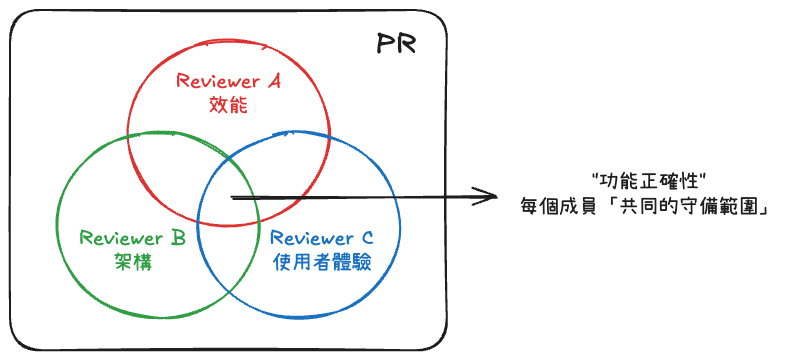 PR
Reviewer A
效能
Reviewer B
架構
Reviewer C
使用者體驗
"功能正確性"
每個成員「共同的守備範圍」